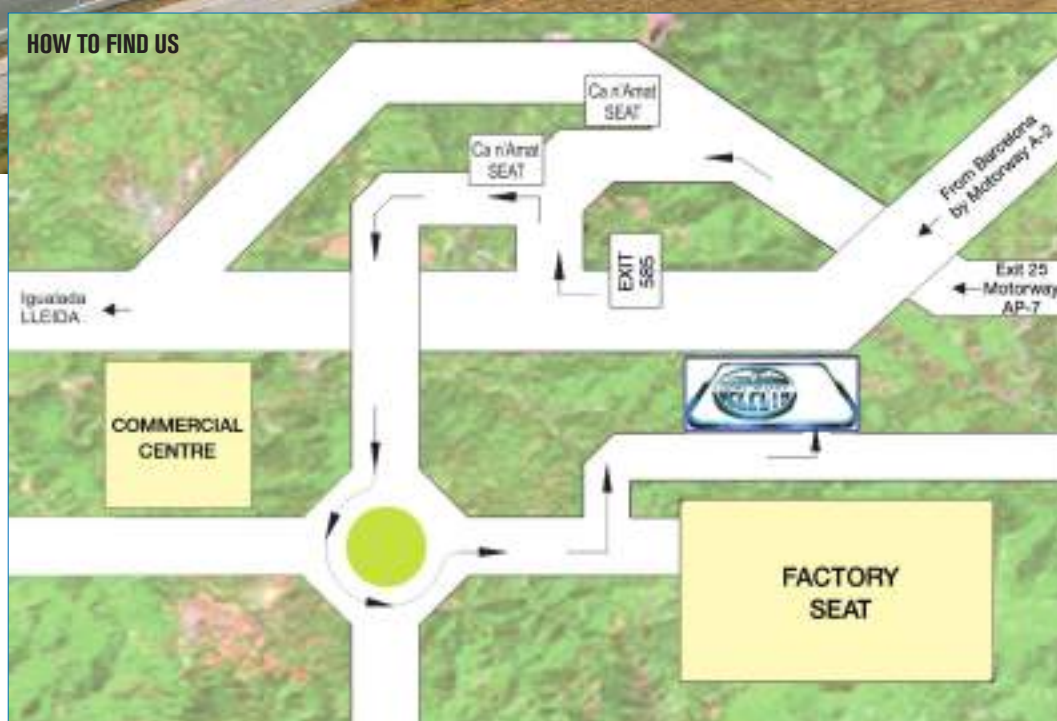 HOW TO FIND US
Ca n'Amat
SEAT
Ca n'Amat
SEAT
From Barcelona
by Motorway A-2
EXIT
585
Exit 25
Motorway
AP-7
Igualada
LLEIDA
COMMERCIAL
CENTRE
FACTORY
SEAT